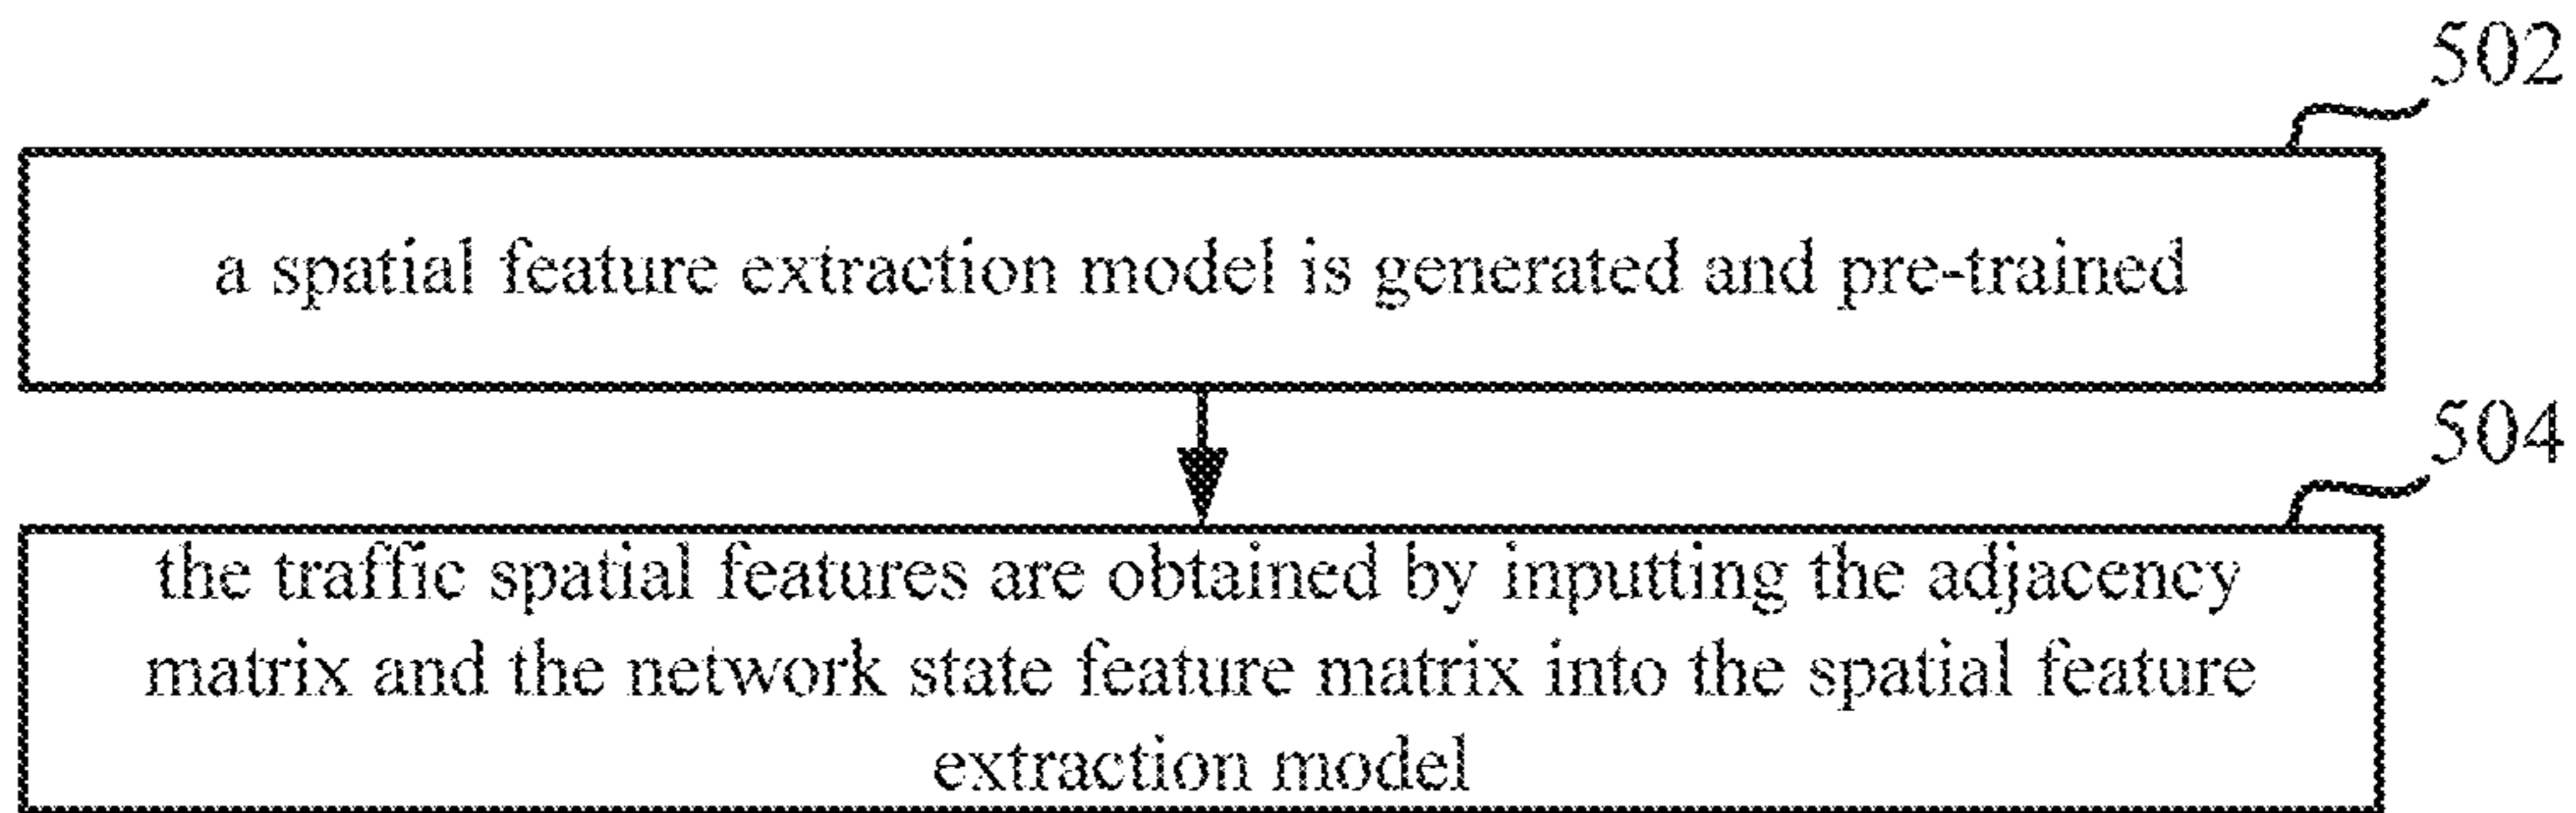 502
a spatial feature extraction model is generated and pre-trained
504
the traffic spatial features are obtained by inputting the adjacency
matrix and the network state feature matrix into the spatial feature
extraction model